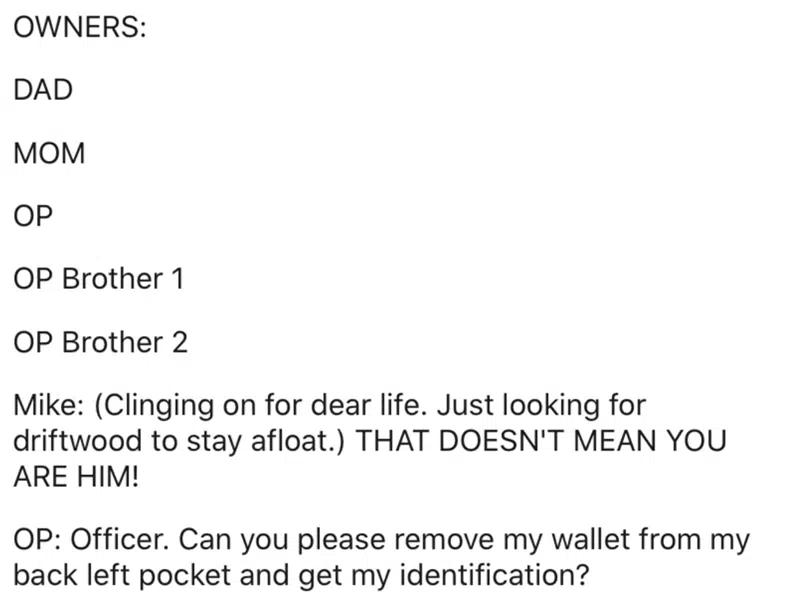 OWNERS:
DAD
MOM
OP
OP Brother 1
OP Brother 2
Mike: (Clinging on for dear life. Just looking for
driftwood to stay afloat.) THAT DOESN'T MEAN YOU
ARE HIM!
OP: Officer. Can you please remove my wallet from my
back left pocket and get my identification?